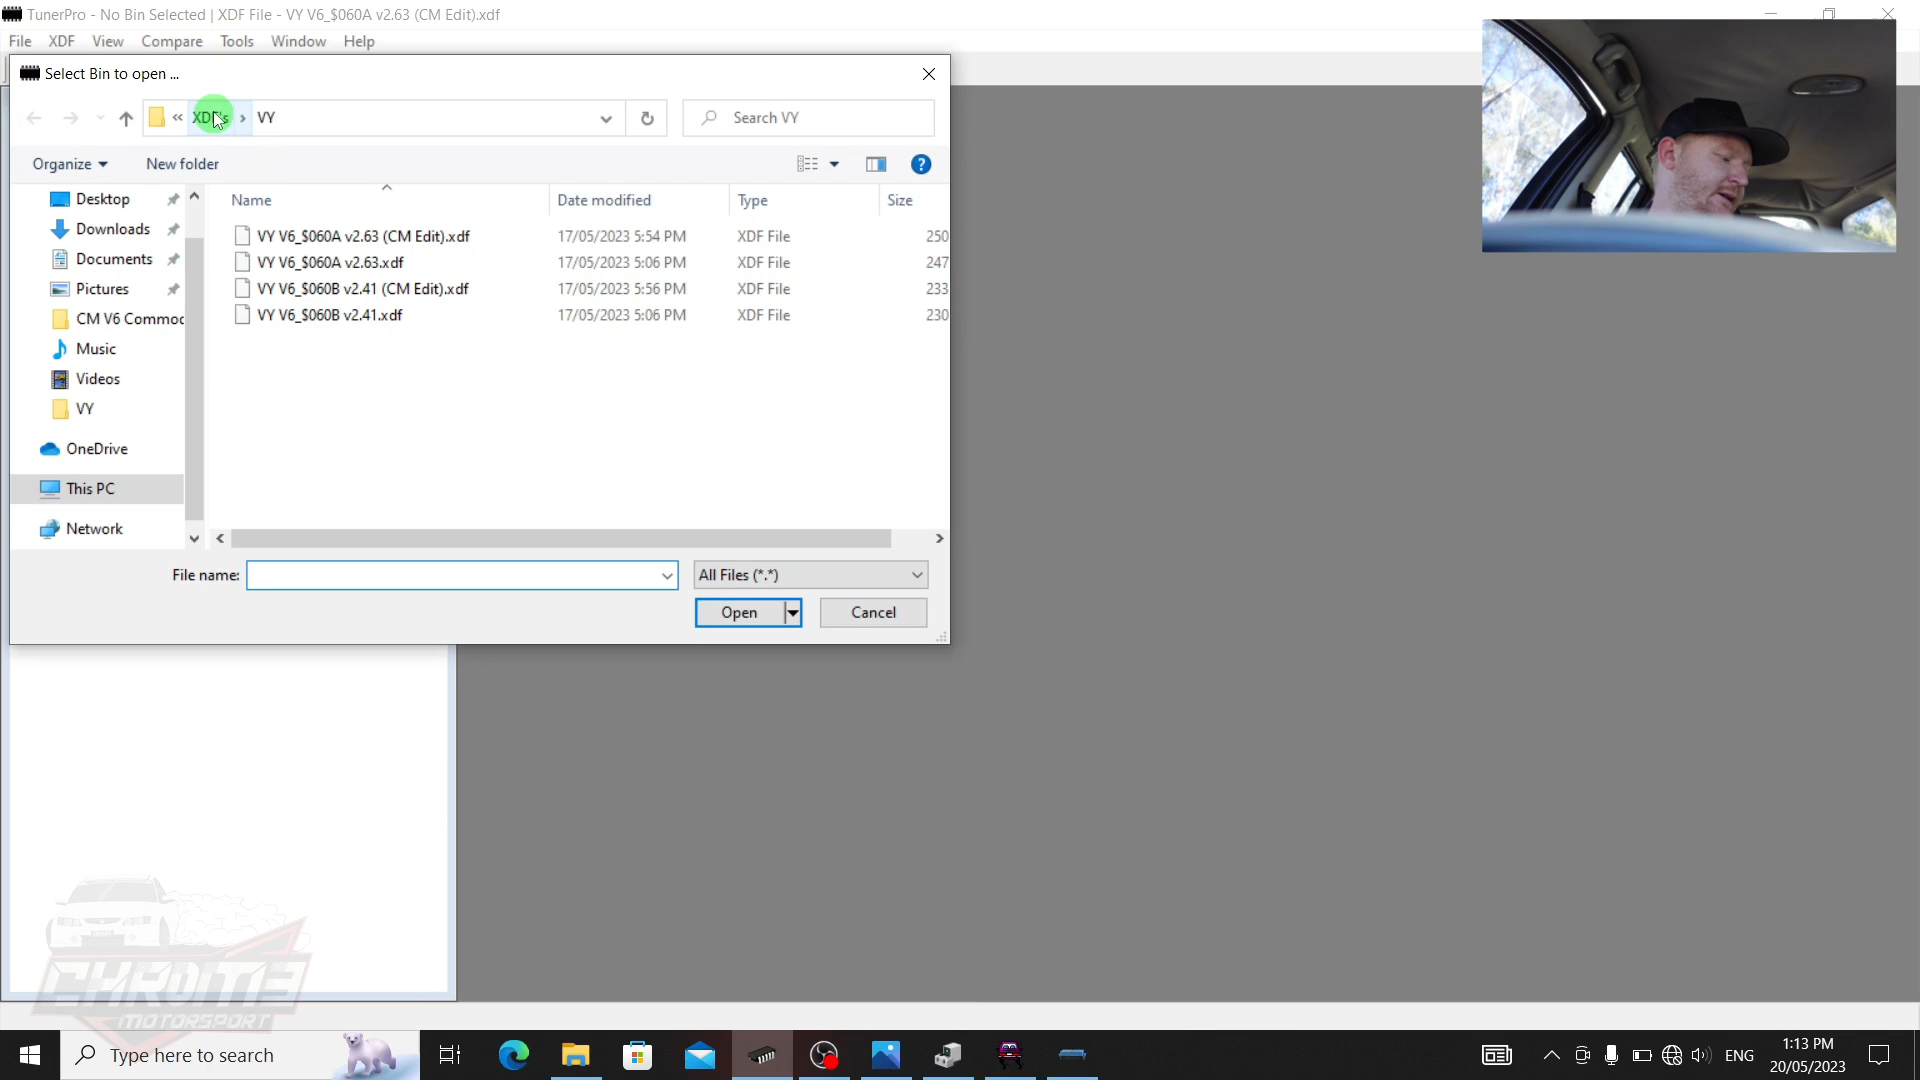 TunerPro - No Bin Selected | XDF File - VY V6_$060A v2.63 (CM Edit).xdf
File XDF View Compare Tools Window Help
Select Bin to open ...
« XDF's › VY
Search VY
Organize New folder
Name Date modified Type Size
Desktop
Downloads
Documents
Pictures
CM V6 Commoc
Music
Videos
VY
OneDrive
This PC
Network
VY V6_$060A v2.63 (CM Edit).xdf 17/05/2023 5:54 PM XDF File 250
VY V6_$060A v2.63.xdf 17/05/2023 5:06 PM XDF File 247
VY V6_$060B v2.41 (CM Edit).xdf 17/05/2023 5:56 PM XDF File 233
VY V6_$060B v2.41.xdf 17/05/2023 5:06 PM XDF File 230
File name: All Files (*.*)
Open Cancel
MOTORSPORT
Type here to search
ENG
1:13 PM
20/05/2023